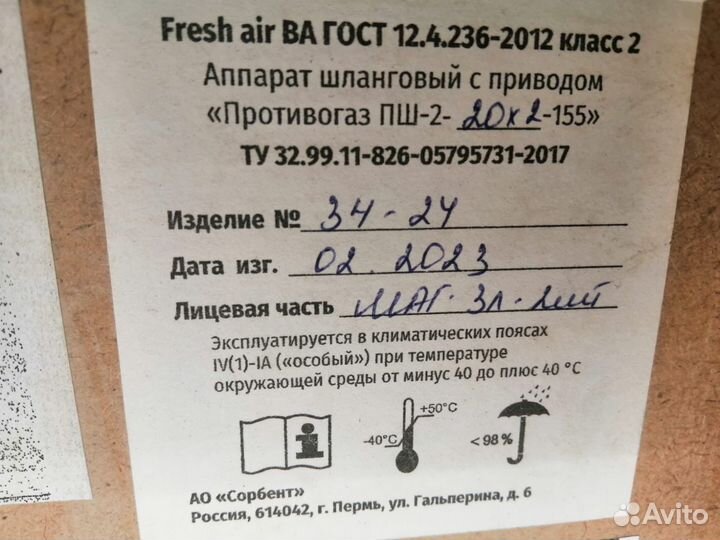 Fresh air ВА ГОСТ 12.4.236-2012 класс 2
Аппарат шланговый с приводом
«Противогаз ПШ-2-20х2-155»
ТУ 32.99.11-826-05795731-2017
Изделие № 34-24
Дата изг. 02.2023
Лицевая часть МАГ-3л-2шт
Эксплуатируется в климатических поясах
IV(1)-IA («особый») при температуре
окружающей среды от минус 40 до плюс 40 °С
+50°C
-40°C
< 98 %
АО «Сорбент»
Россия, 614042, г. Пермь, ул. Гальперина, д. 6
Avito